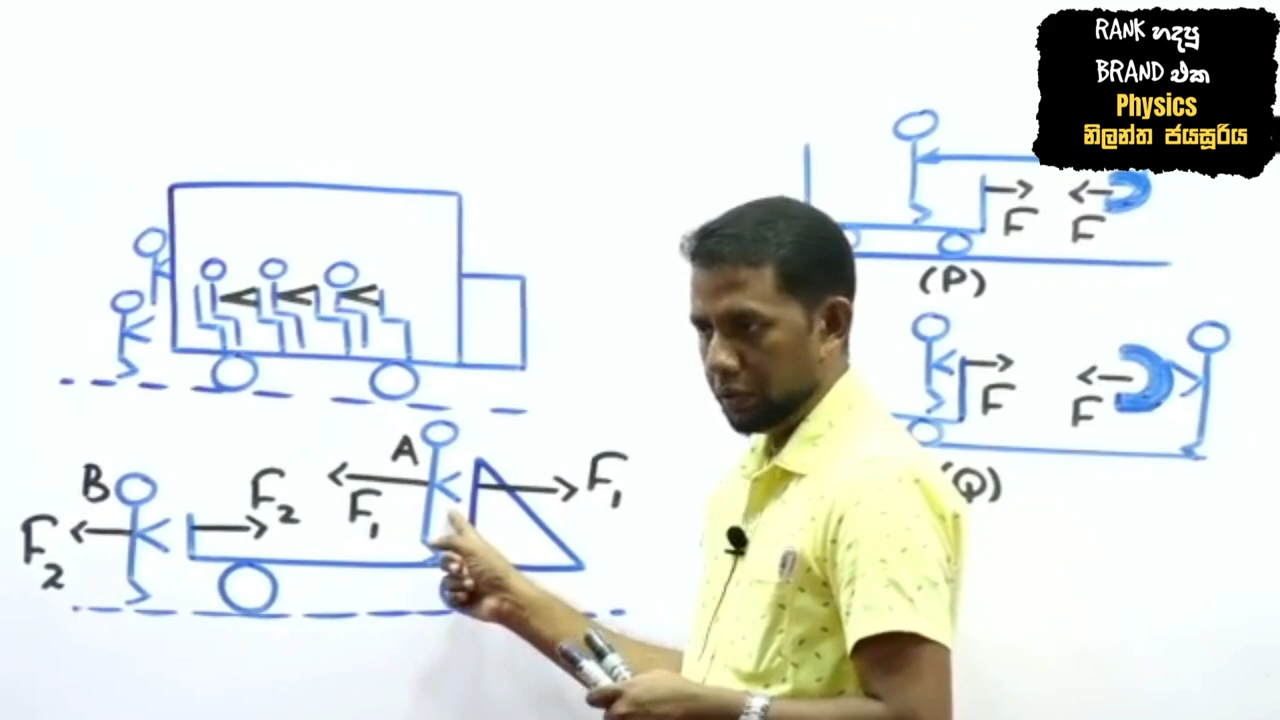 RANK හදපු
BRAND එක
Physics
නිලන්ත ජයසූරිය
F F
(P)
F F
(Q)
A
F₁
F₁
B
F₂
F₂